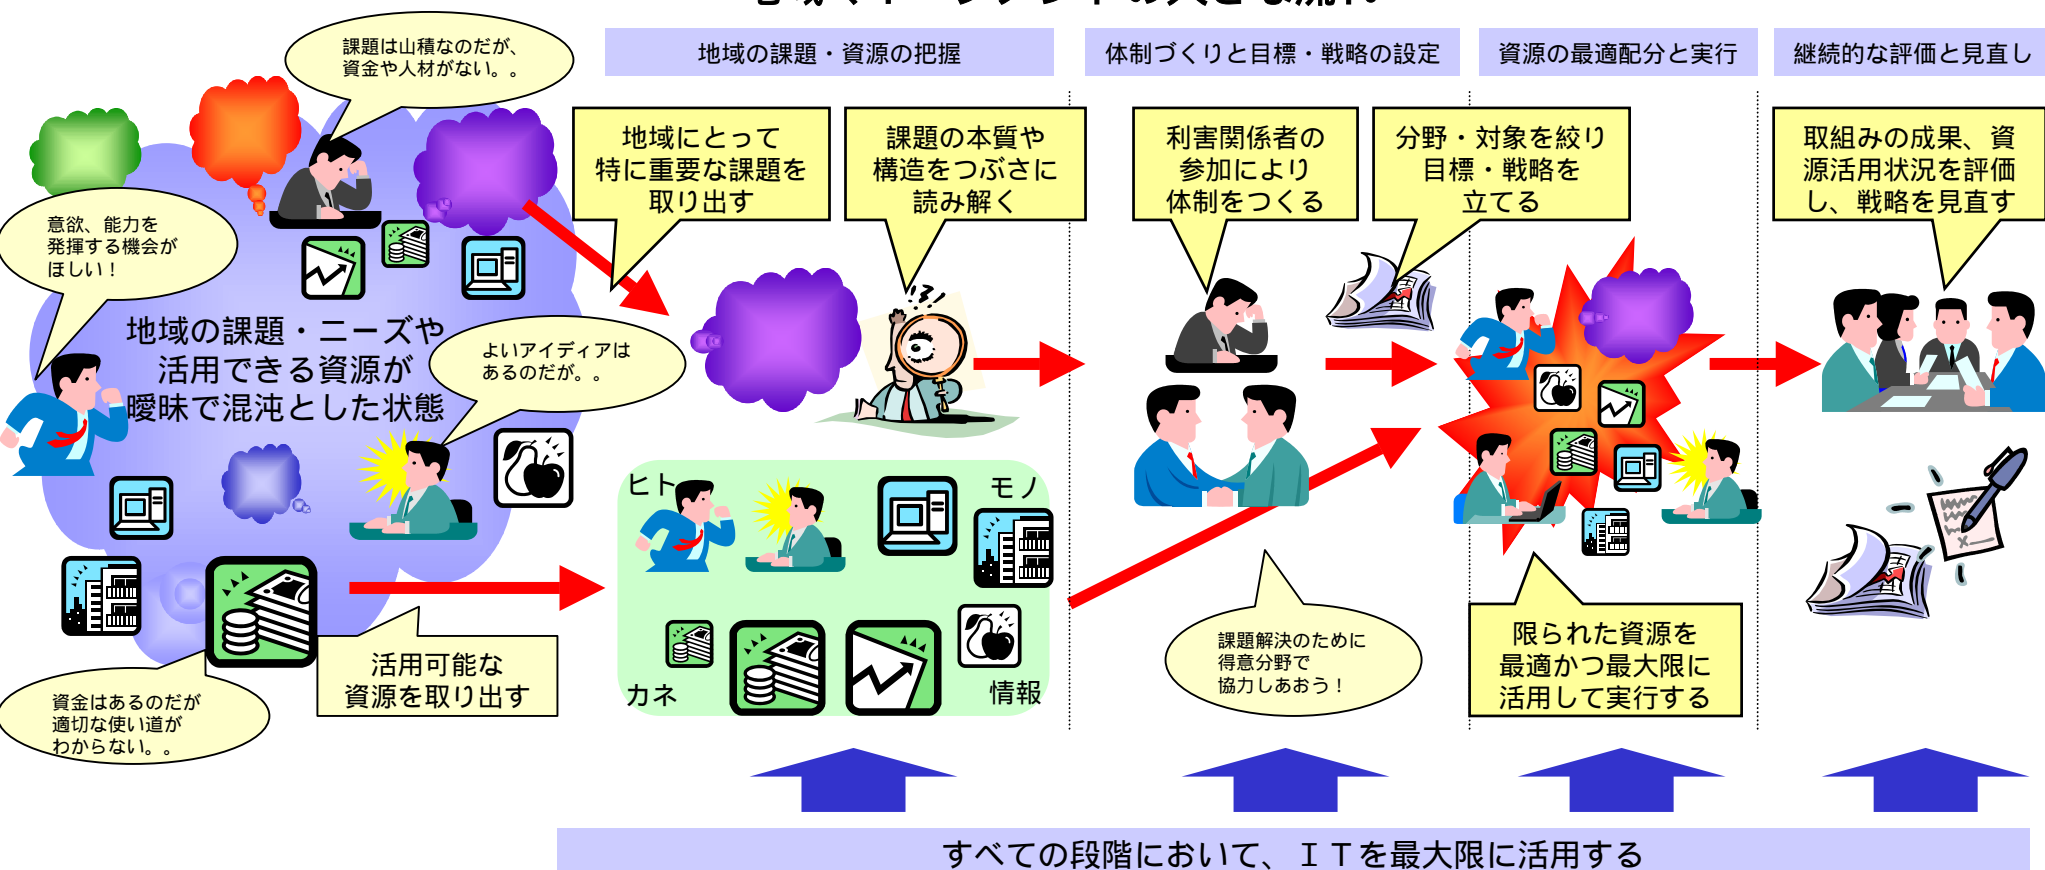 地域の課題・資源の把握
体制づくりと目標・戦略の設定
資源の最適配分と実行
継続的な評価と見直し
課題は山積なのだが、
資金や人材がない。。
意欲、能力を
発揮する機会が
ほしい！
地域の課題・ニーズや
活用できる資源が
曖昧で混沌とした状態
よいアイディアは
あるのだが。。
資金はあるのだが
適切な使い道が
わからない。。
活用可能な
資源を取り出す
地域にとって
特に重要な課題を
取り出す
課題の本質や
構造をつぶさに
読み解く
ヒト
モノ
カネ
情報
利害関係者の
参加により
体制をつくる
分野・対象を絞り
目標・戦略を
立てる
課題解決のために
得意分野で
協力しあおう！
限られた資源を
最適かつ最大限に
活用して実行する
取組みの成果、資
源活用状況を評価
し、戦略を見直す
すべての段階において、ＩＴを最大限に活用する